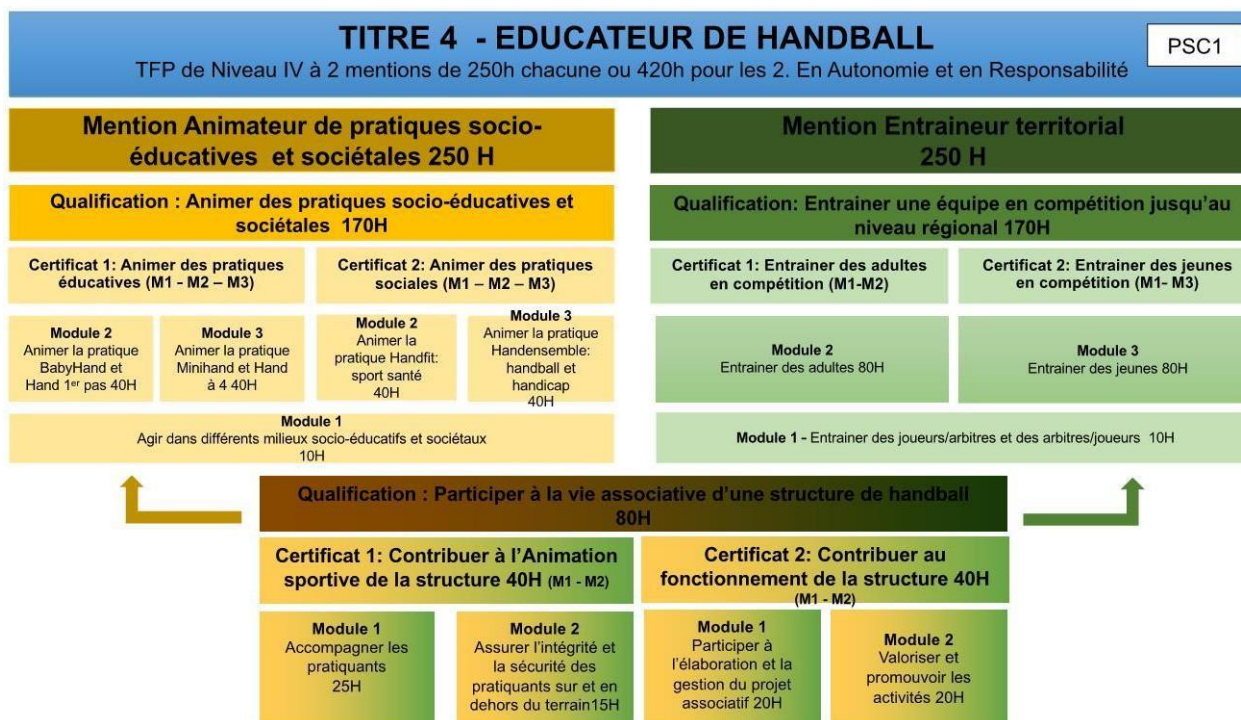 TITRE 4 - EDUCATEUR DE HANDBALL
PSC1
TFP de Niveau IV à 2 mentions de 250h chacune ou 420h pour les 2. En Autonomie et en Responsabilité
Mention Animateur de pratiques socio-
éducatives et sociétales 250 H
Qualification : Animer des pratiques socio-éducatives et
sociétales 170H
Certificat 1: Animer des pratiques
éducatives (M1 - M2 – M3)
Certificat 2: Animer des pratiques
sociales (M1 – M2 – M3)
Module 2
Animer la pratique
BabyHand et
Hand 1er pas 40H
Module 3
Animer la pratique
Minihand et Hand
à 4 40H
Module 2
Animer la
pratique Handfit:
sport santé
40H
Module 3
Animer la pratique
Handensemble:
handball et
handicap
40H
Module 1
Agir dans différents milieux socio-éducatifs et sociétaux
10H
Mention Entraineur territorial
250 H
Qualification: Entrainer une équipe en compétition jusqu'au
niveau régional 170H
Certificat 1: Entrainer des adultes
en compétition (M1-M2)
Certificat 2: Entrainer des jeunes
en compétition (M1- M3)
Module 2
Entrainer des adultes 80H
Module 3
Entrainer des jeunes 80H
Module 1 - Entrainer des joueurs/arbitres et des arbitres/joueurs 10H
Qualification : Participer à la vie associative d'une structure de handball
80H
Certificat 1: Contribuer à l'Animation
sportive de la structure 40H (M1 - M2)
Certificat 2: Contribuer au
fonctionnement de la structure 40H
(M1 - M2)
Module 1
Accompagner les
pratiquants
25H
Module 2
Assurer l'intégrité et
la sécurité des
pratiquants sur et en
dehors du terrain15H
Module 1
Participer à
l'élaboration et la
gestion du projet
associatif 20H
Module 2
Valoriser et
promouvoir les
activités 20H